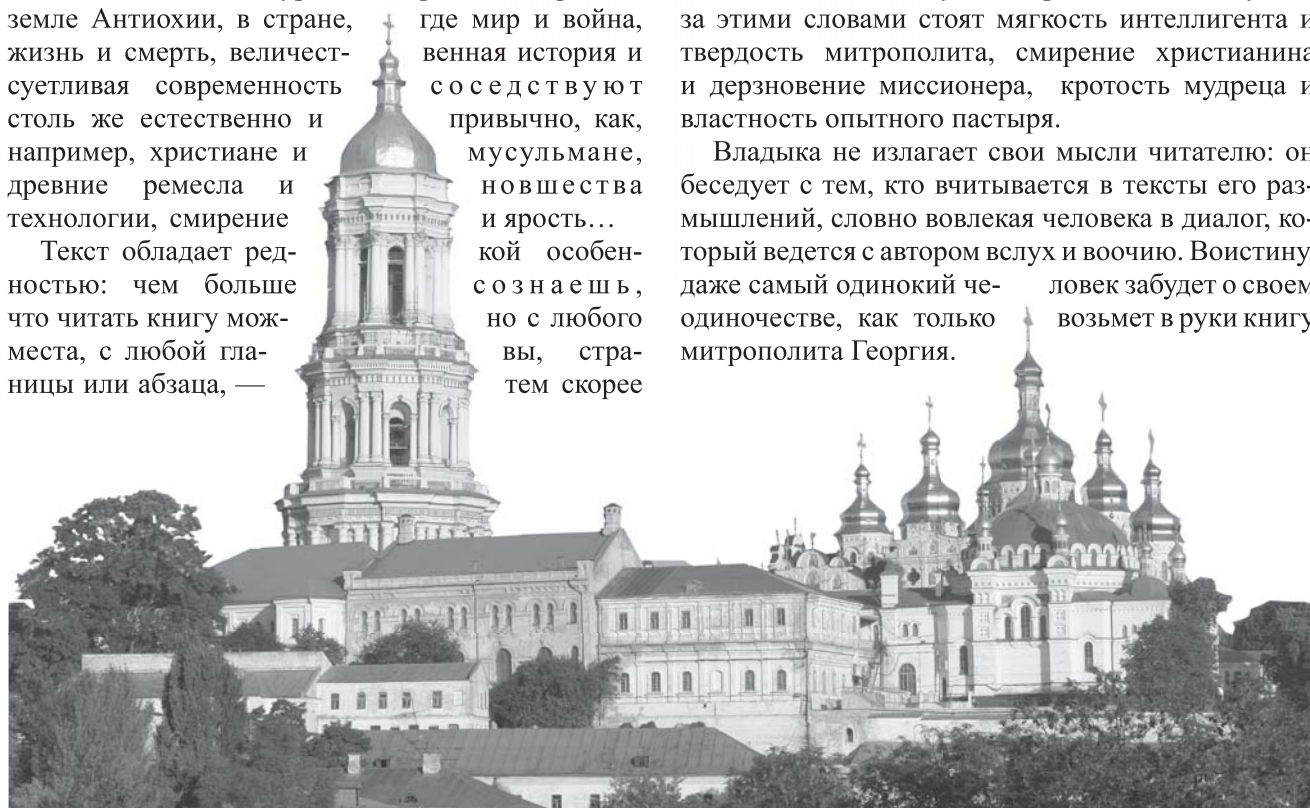 земле Антиохии, в стране, где мир и война,
жизнь и смерть, величест- венная история и
суетливая современность соседствуют
столь же естественно и привычно, как,
например, христиане и мусульмане,
древние ремесла и новшества
технологии, смирение и ярость…
Текст обладает ред- кой особен-
ностью: чем больше сознаешь,
что читать книгу мож- но с любого
места, с любой гла- вы, стра-
ницы или абзаца, — тем скорее
за этими словами стоят мягкость интеллигента и
твердость митрополита, смирение христианина
и дерзновение миссионера, кротость мудреца и
властность опытного пастыря.
Владыка не излагает свои мысли читателю: он
беседует с тем, кто вчитывается в тексты его раз-
мышлений, словно вовлекая человека в диалог, ко-
торый ведется с автором вслух и воочию. Воистину,
даже самый одинокий че- ловек забудет о своем
одиночестве, как только возьмет в руки книгу
митрополита Георгия.